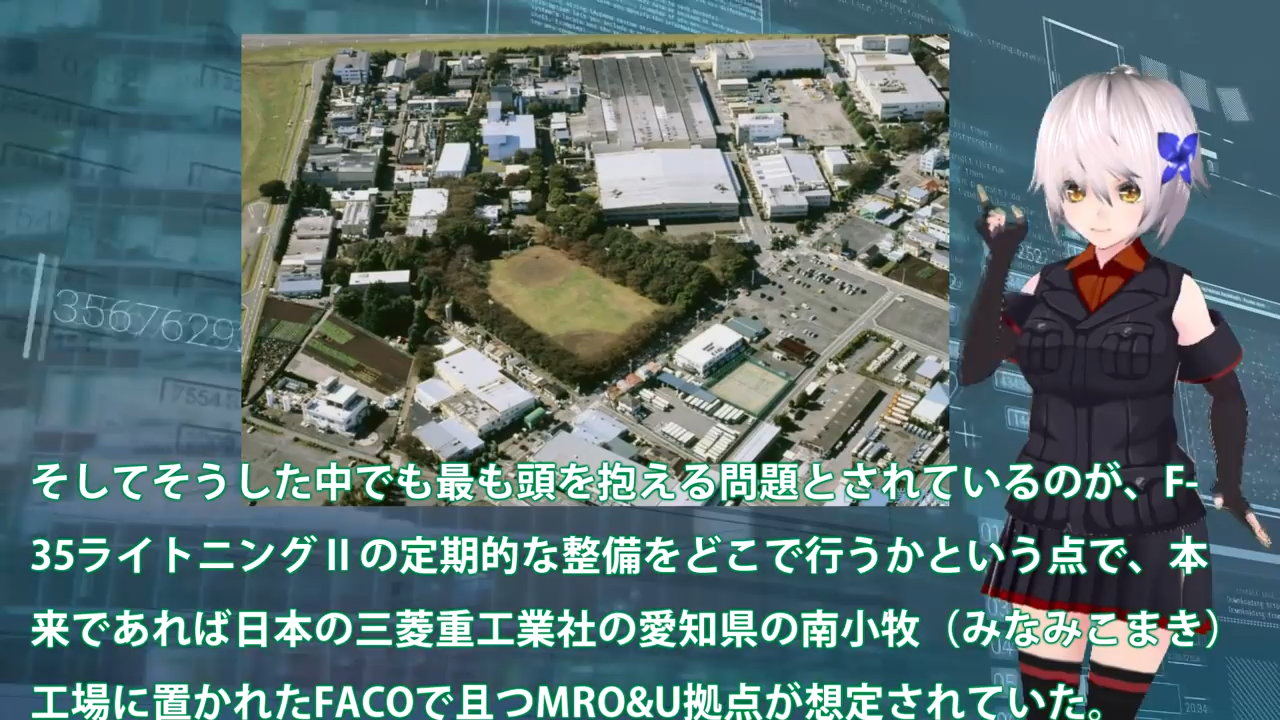 35676292
75545
そしてそうした中でも最も頭を抱える問題とされているのが、F-
35ライトニングⅡの定期的な整備をどこで行うかという点で、本
来であれば日本の三菱重工業社の愛知県の南小牧（みなみこまき）
工場に置かれたFACOで且つMRO&U拠点が想定されていた。